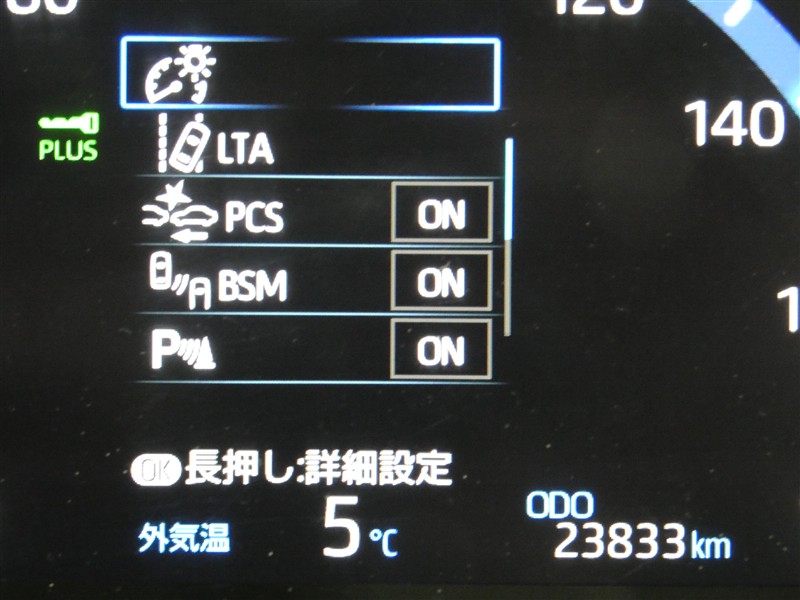 120
140
PLUS
LTA
PCS ON
BSM ON
P ON
OK 長押し:詳細設定
外気温 5℃
ODO
23833km